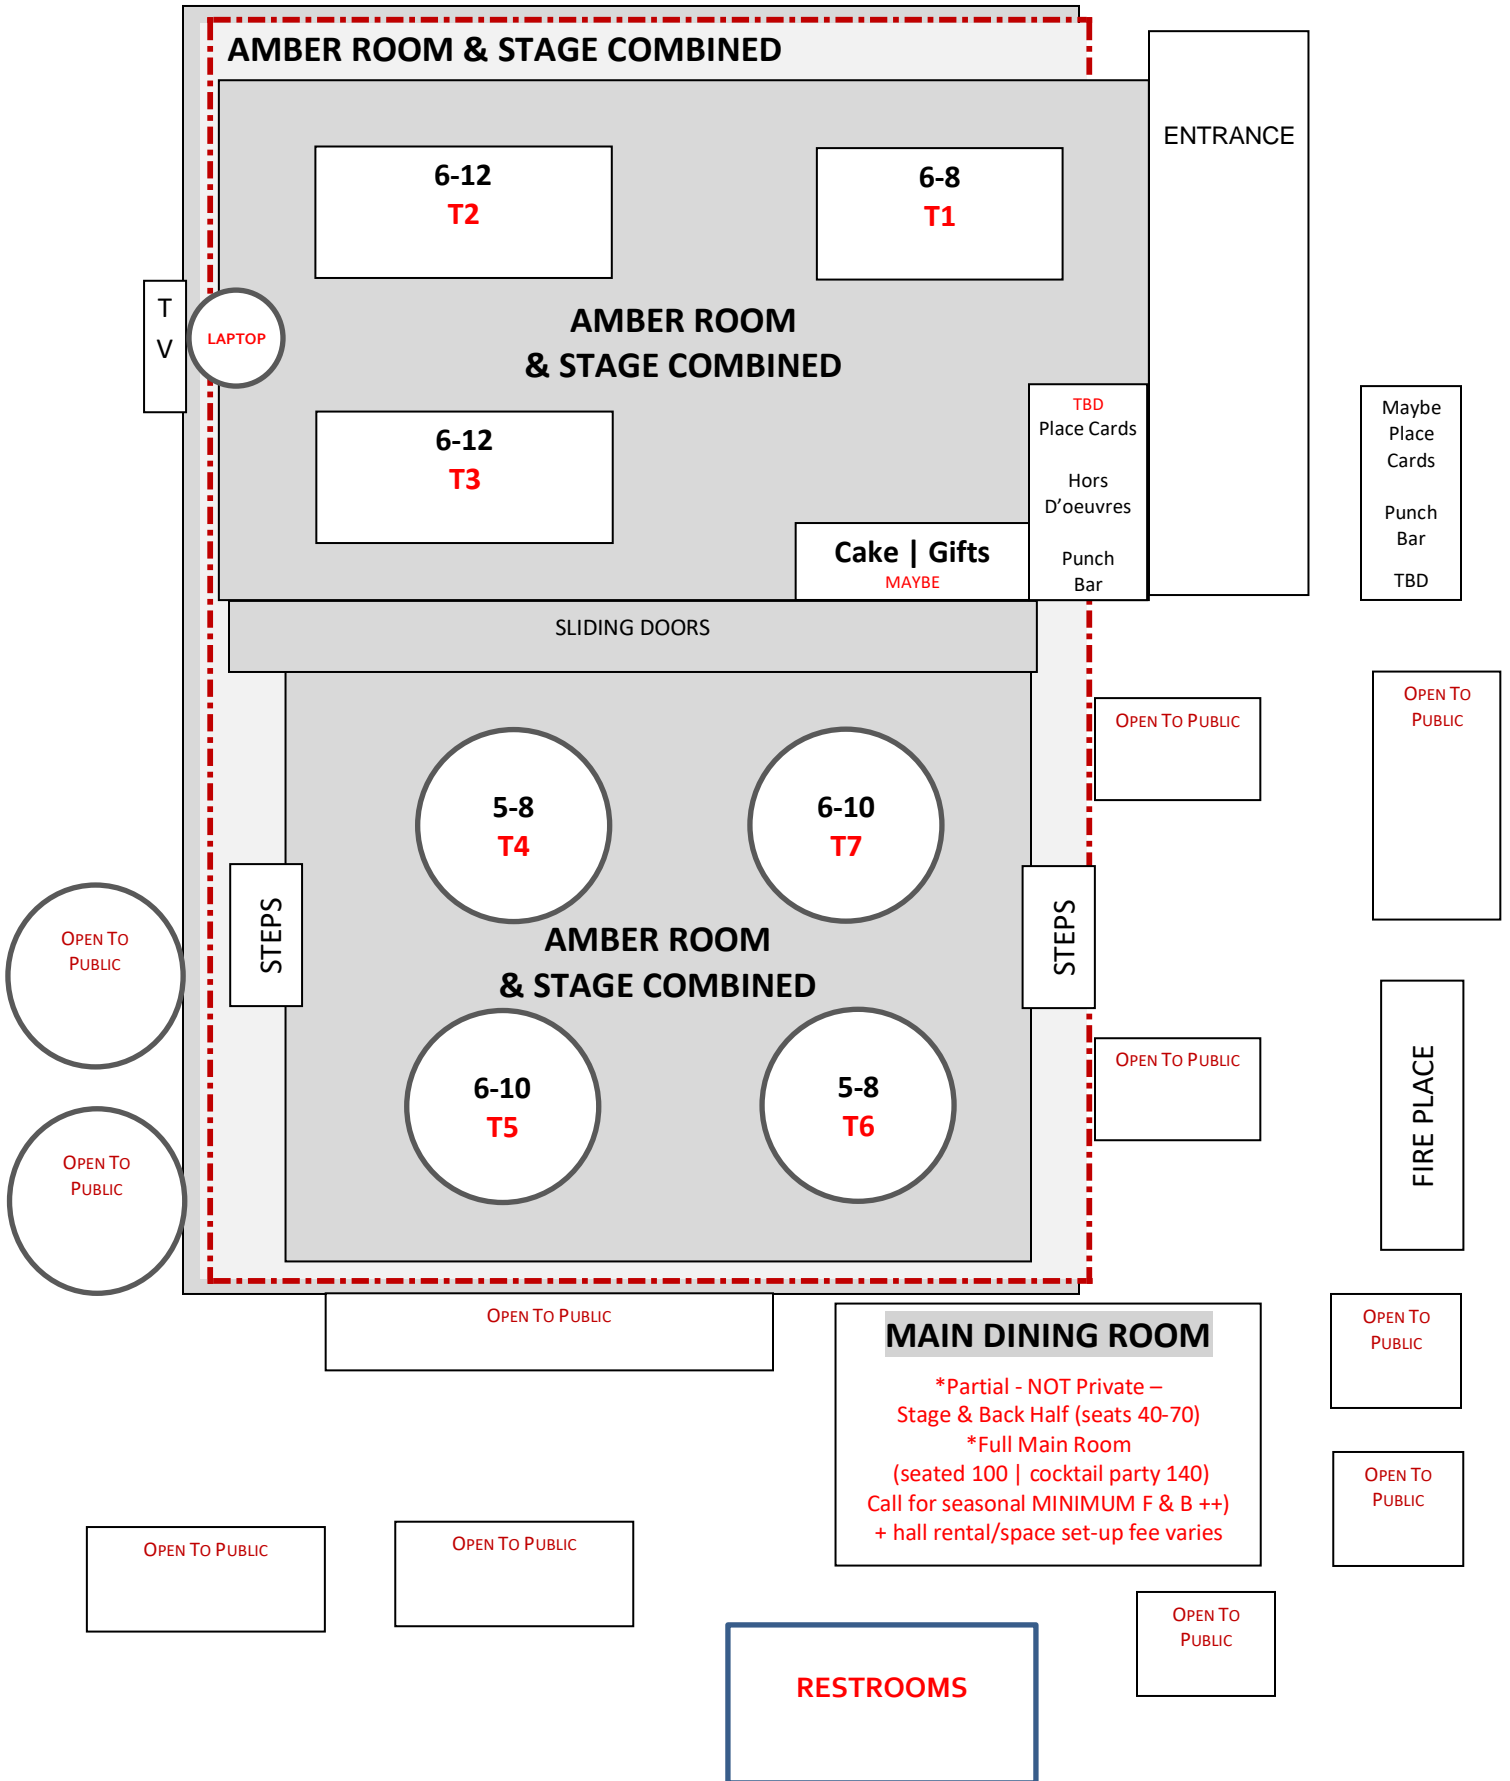 AMBER ROOM & STAGE COMBINED
ENTRANCE
6-12
T2
6-8
T1
T
V
LAPTOP
AMBER ROOM
& STAGE COMBINED
6-12
T3
TBD
Place Cards
Hors
D’oeuvres
Punch
Bar
Maybe
Place
Cards
Punch
Bar
TBD
Cake | Gifts
MAYBE
SLIDING DOORS
OPEN TO PUBLIC
OPEN TO
PUBLIC
5-8
T4
6-10
T7
STEPS
STEPS
AMBER ROOM
& STAGE COMBINED
OPEN TO
PUBLIC
6-10
T5
5-8
T6
OPEN TO PUBLIC
FIRE PLACE
OPEN TO
PUBLIC
OPEN TO PUBLIC
MAIN DINING ROOM
*Partial - NOT Private –
Stage & Back Half (seats 40-70)
*Full Main Room
(seated 100 | cocktail party 140)
Call for seasonal MINIMUM F & B ++)
+ hall rental/space set-up fee varies
OPEN TO
PUBLIC
OPEN TO
PUBLIC
OPEN TO PUBLIC
OPEN TO PUBLIC
OPEN TO
PUBLIC
RESTROOMS